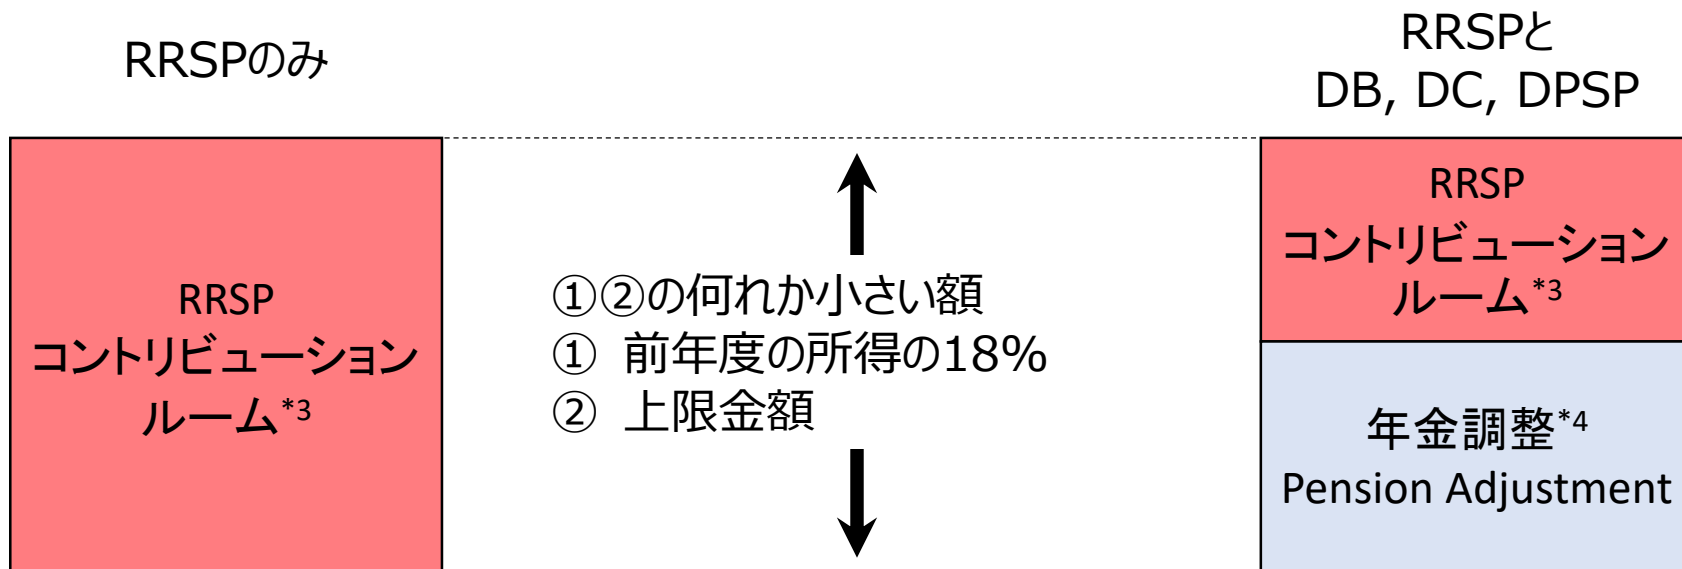 RRSPのみ
RRSPと
DB, DC, DPSP
RRSP
コントリビューション
ルーム*3
①②の何れか小さい額
① 前年度の所得の18%
② 上限金額
RRSP
コントリビューション
ルーム*3
年金調整*4
Pension Adjustment